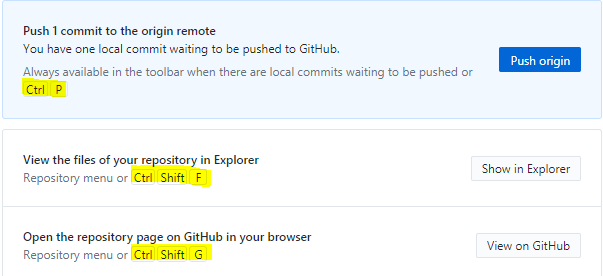 Push 1 commit to the origin remote
You have one local commit waiting to be pushed to GitHub.
Always available in the toolbar when there are local commits waiting to be pushed or
Ctrl P
Push origin
View the files of your repository in Explorer
Repository menu or Ctrl Shift F
Show in Explorer
Open the repository page on GitHub in your browser
Repository menu or Ctrl Shift G
View on GitHub